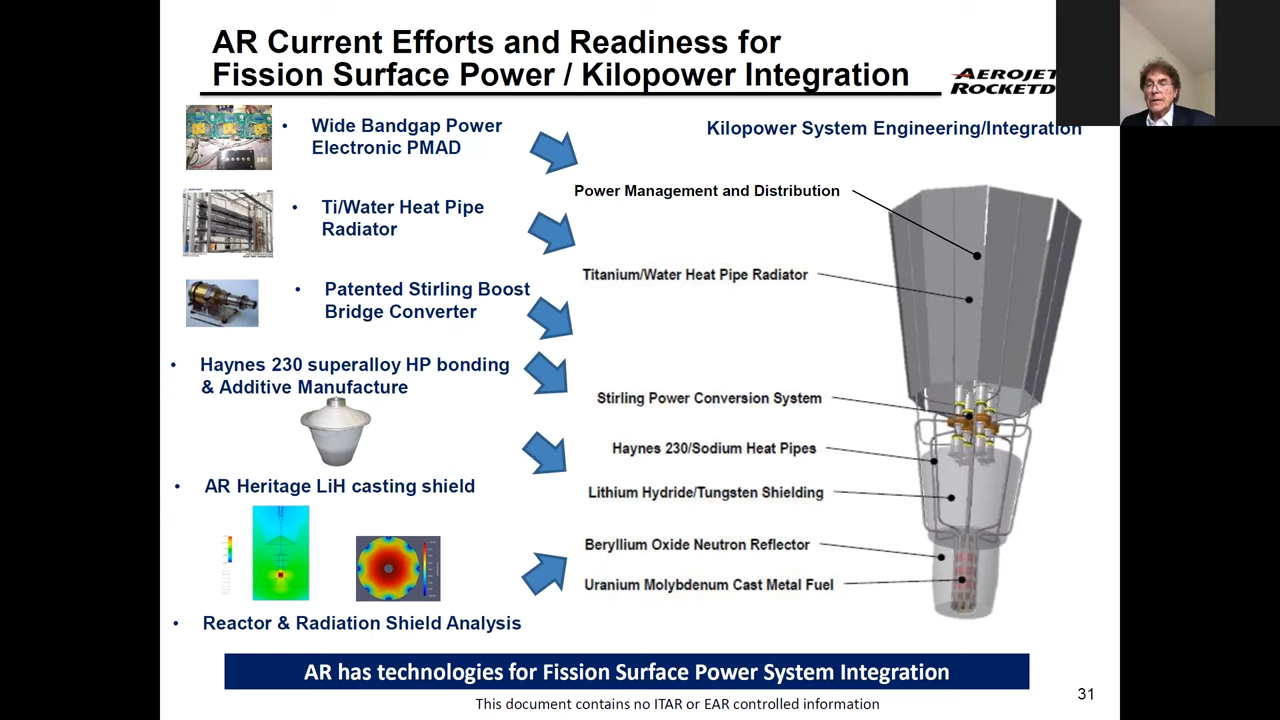 AR Current Efforts and Readiness for
Fission Surface Power / Kilopower Integration
AEROJET
ROCKETD
• Wide Bandgap Power
Electronic PMAD
• Ti/Water Heat Pipe
Radiator
• Patented Stirling Boost
Bridge Converter
• Haynes 230 superalloy HP bonding
& Additive Manufacture
• AR Heritage LiH casting shield
• Reactor & Radiation Shield Analysis
Kilopower System Engineering/Integration
Power Management and Distribution
Titanium/Water Heat Pipe Radiator
Stirling Power Conversion System
Haynes 230/Sodium Heat Pipes
Lithium Hydride/Tungsten Shielding
Beryllium Oxide Neutron Reflector
Uranium Molybdenum Cast Metal Fuel
AR has technologies for Fission Surface Power System Integration
This document contains no ITAR or EAR controlled information
31